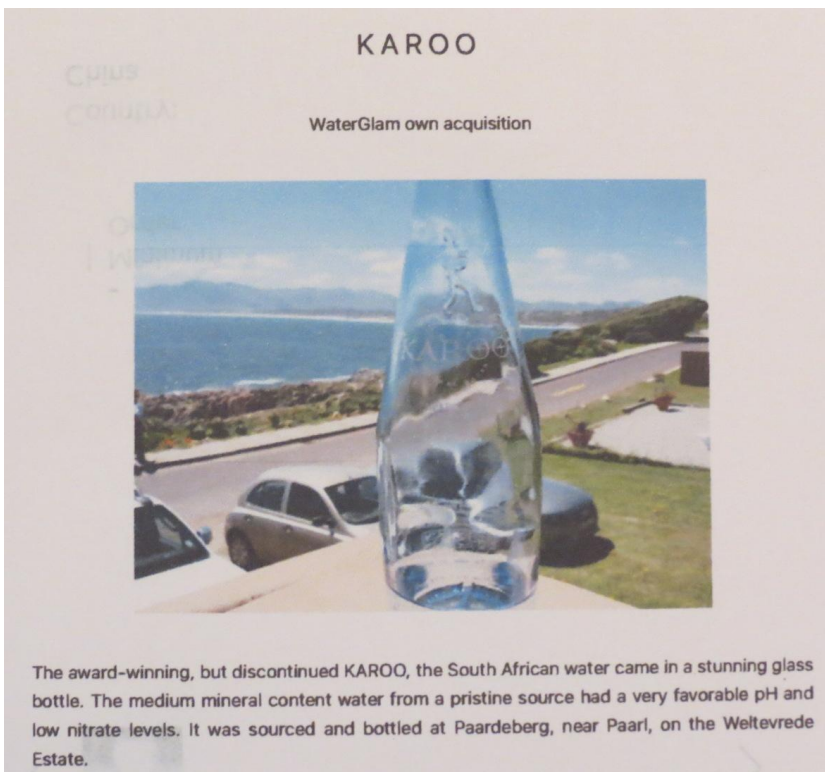 KAROO
WaterGlam own acquisition
KAROO
The award-winning, but discontinued KAROO, the South African water came in a stunning glass
bottle. The medium mineral content water from a pristine source had a very favorable pH and
low nitrate levels. It was sourced and bottled at Paardeberg, near Paarl, on the Weltevrede
Estate.